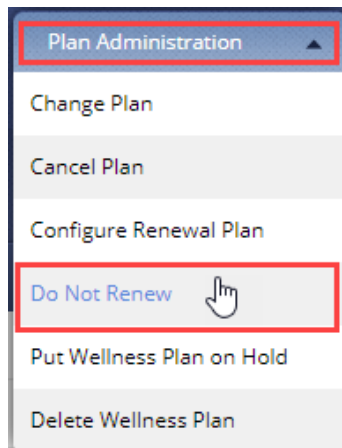 Plan Administration
Change Plan
Cancel Plan
Configure Renewal Plan
Do Not Renew
Put Wellness Plan on Hold
Delete Wellness Plan